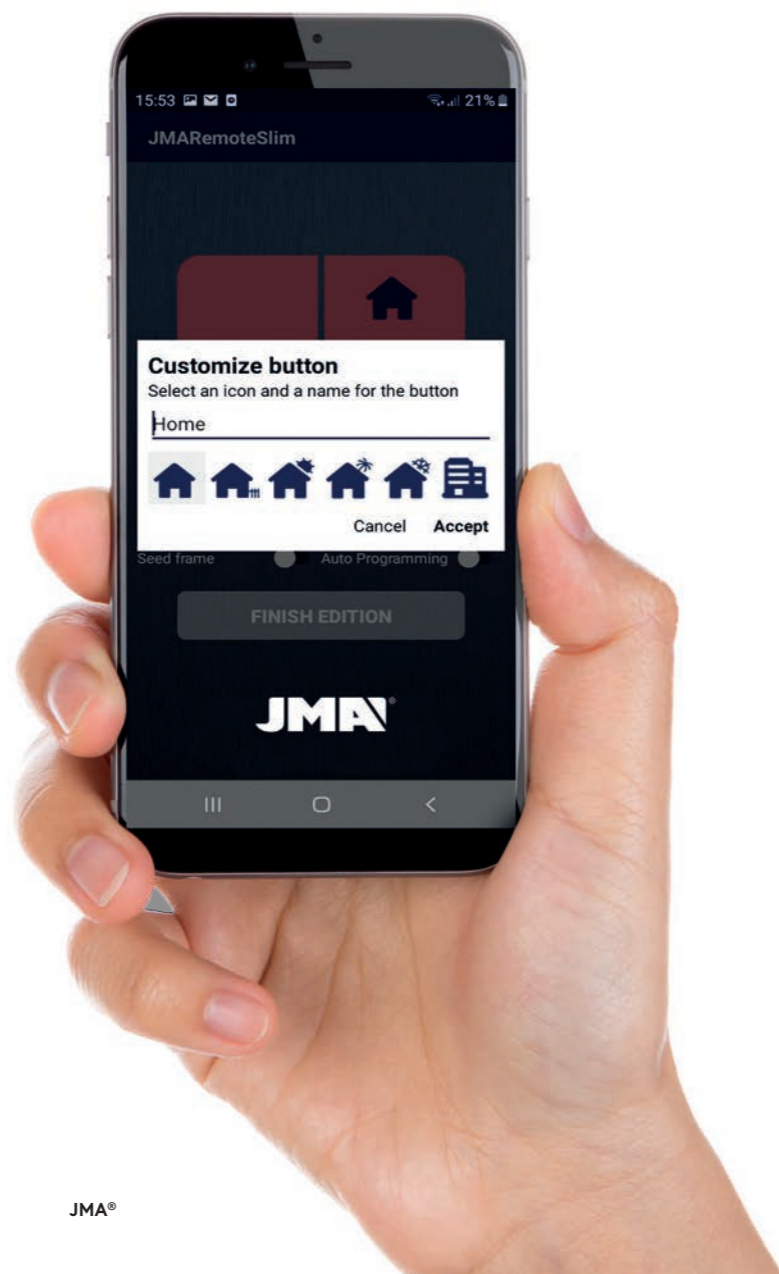 15:53 21%
JMARemoteSlim
Customize button
Select an icon and a name for the button
Home
Cancel Accept
Seed frame Auto Programming
FINISH EDITION
JMA®
JMA®